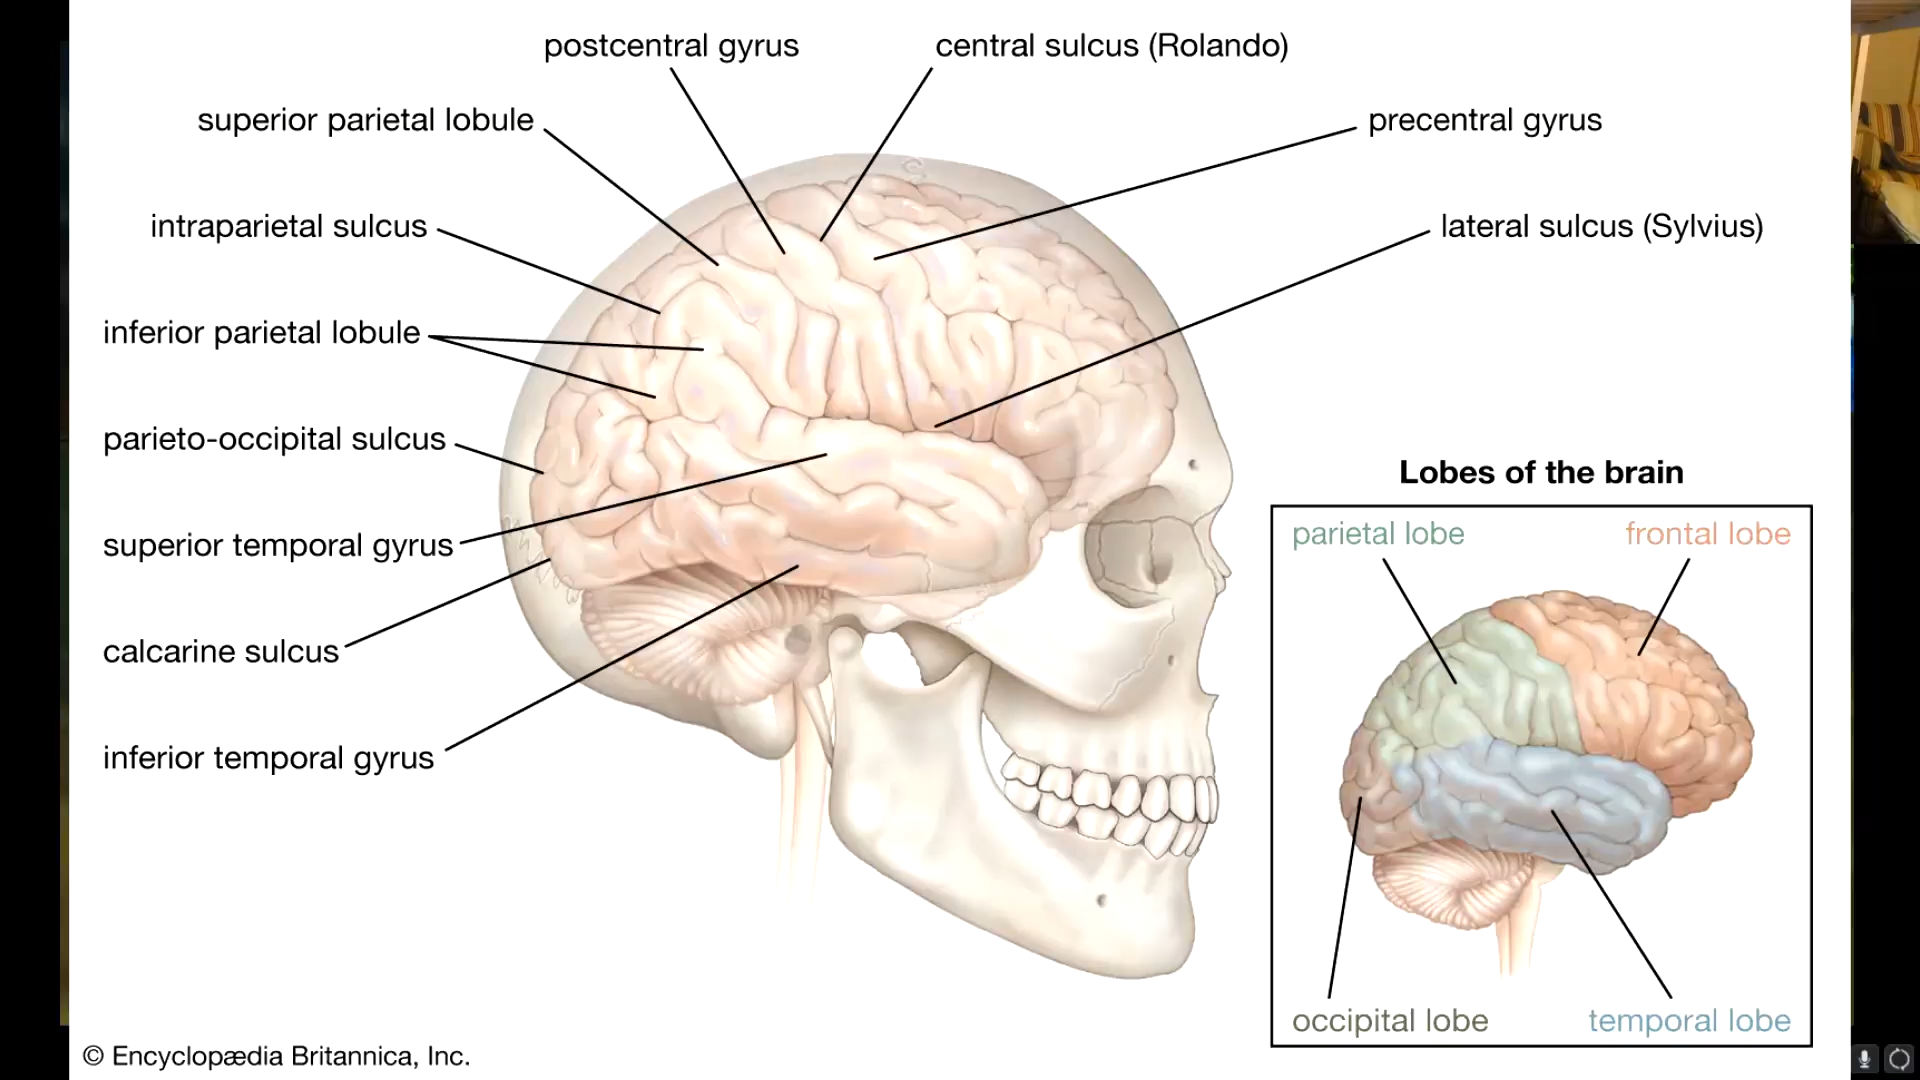 postcentral gyrus
central sulcus (Rolando)
superior parietal lobule
precentral gyrus
intraparietal sulcus
lateral sulcus (Sylvius)
inferior parietal lobule
parieto-occipital sulcus
superior temporal gyrus
calcarine sulcus
inferior temporal gyrus
Lobes of the brain
parietal lobe
frontal lobe
occipital lobe
temporal lobe
© Encyclopædia Britannica, Inc.